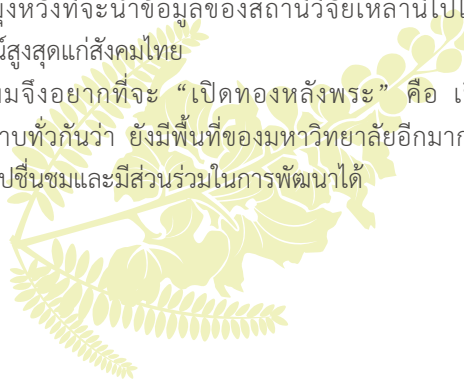 มุ่งหวังที่จะนำข้อมูลของสถานีวิจัยเหล่านี้ไปใ
น์สูงสุดแก่สังคมไทย
มจึงอยากที่จะ “เปิดทองหลังพระ” คือ เ
าบทั่วกันว่า ยังมีพื้นที่ของมหาวิทยาลัยอีกมาก
ปชื่นชมและมีส่วนร่วมในการพัฒนาได้